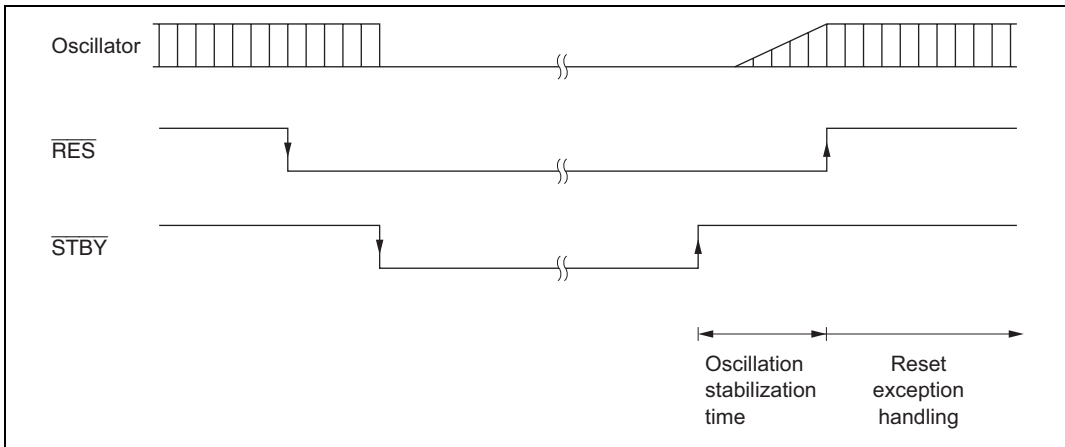 Oscillator
RES
STBY
Oscillation
stabilization
time
Reset
exception
handling